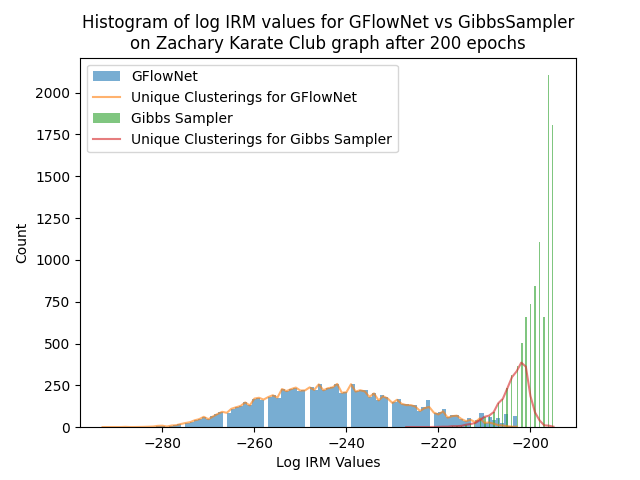 Histogram of log IRM values for GFlowNet vs GibbsSampler
on Zachary Karate Club graph after 200 epochs
GFlowNet
Unique Clusterings for GFlowNet
Gibbs Sampler
Unique Clusterings for Gibbs Sampler
Count
2000
1750
1500
1250
1000
750
500
250
0
−280 −260 −240 −220 −200
Log IRM Values